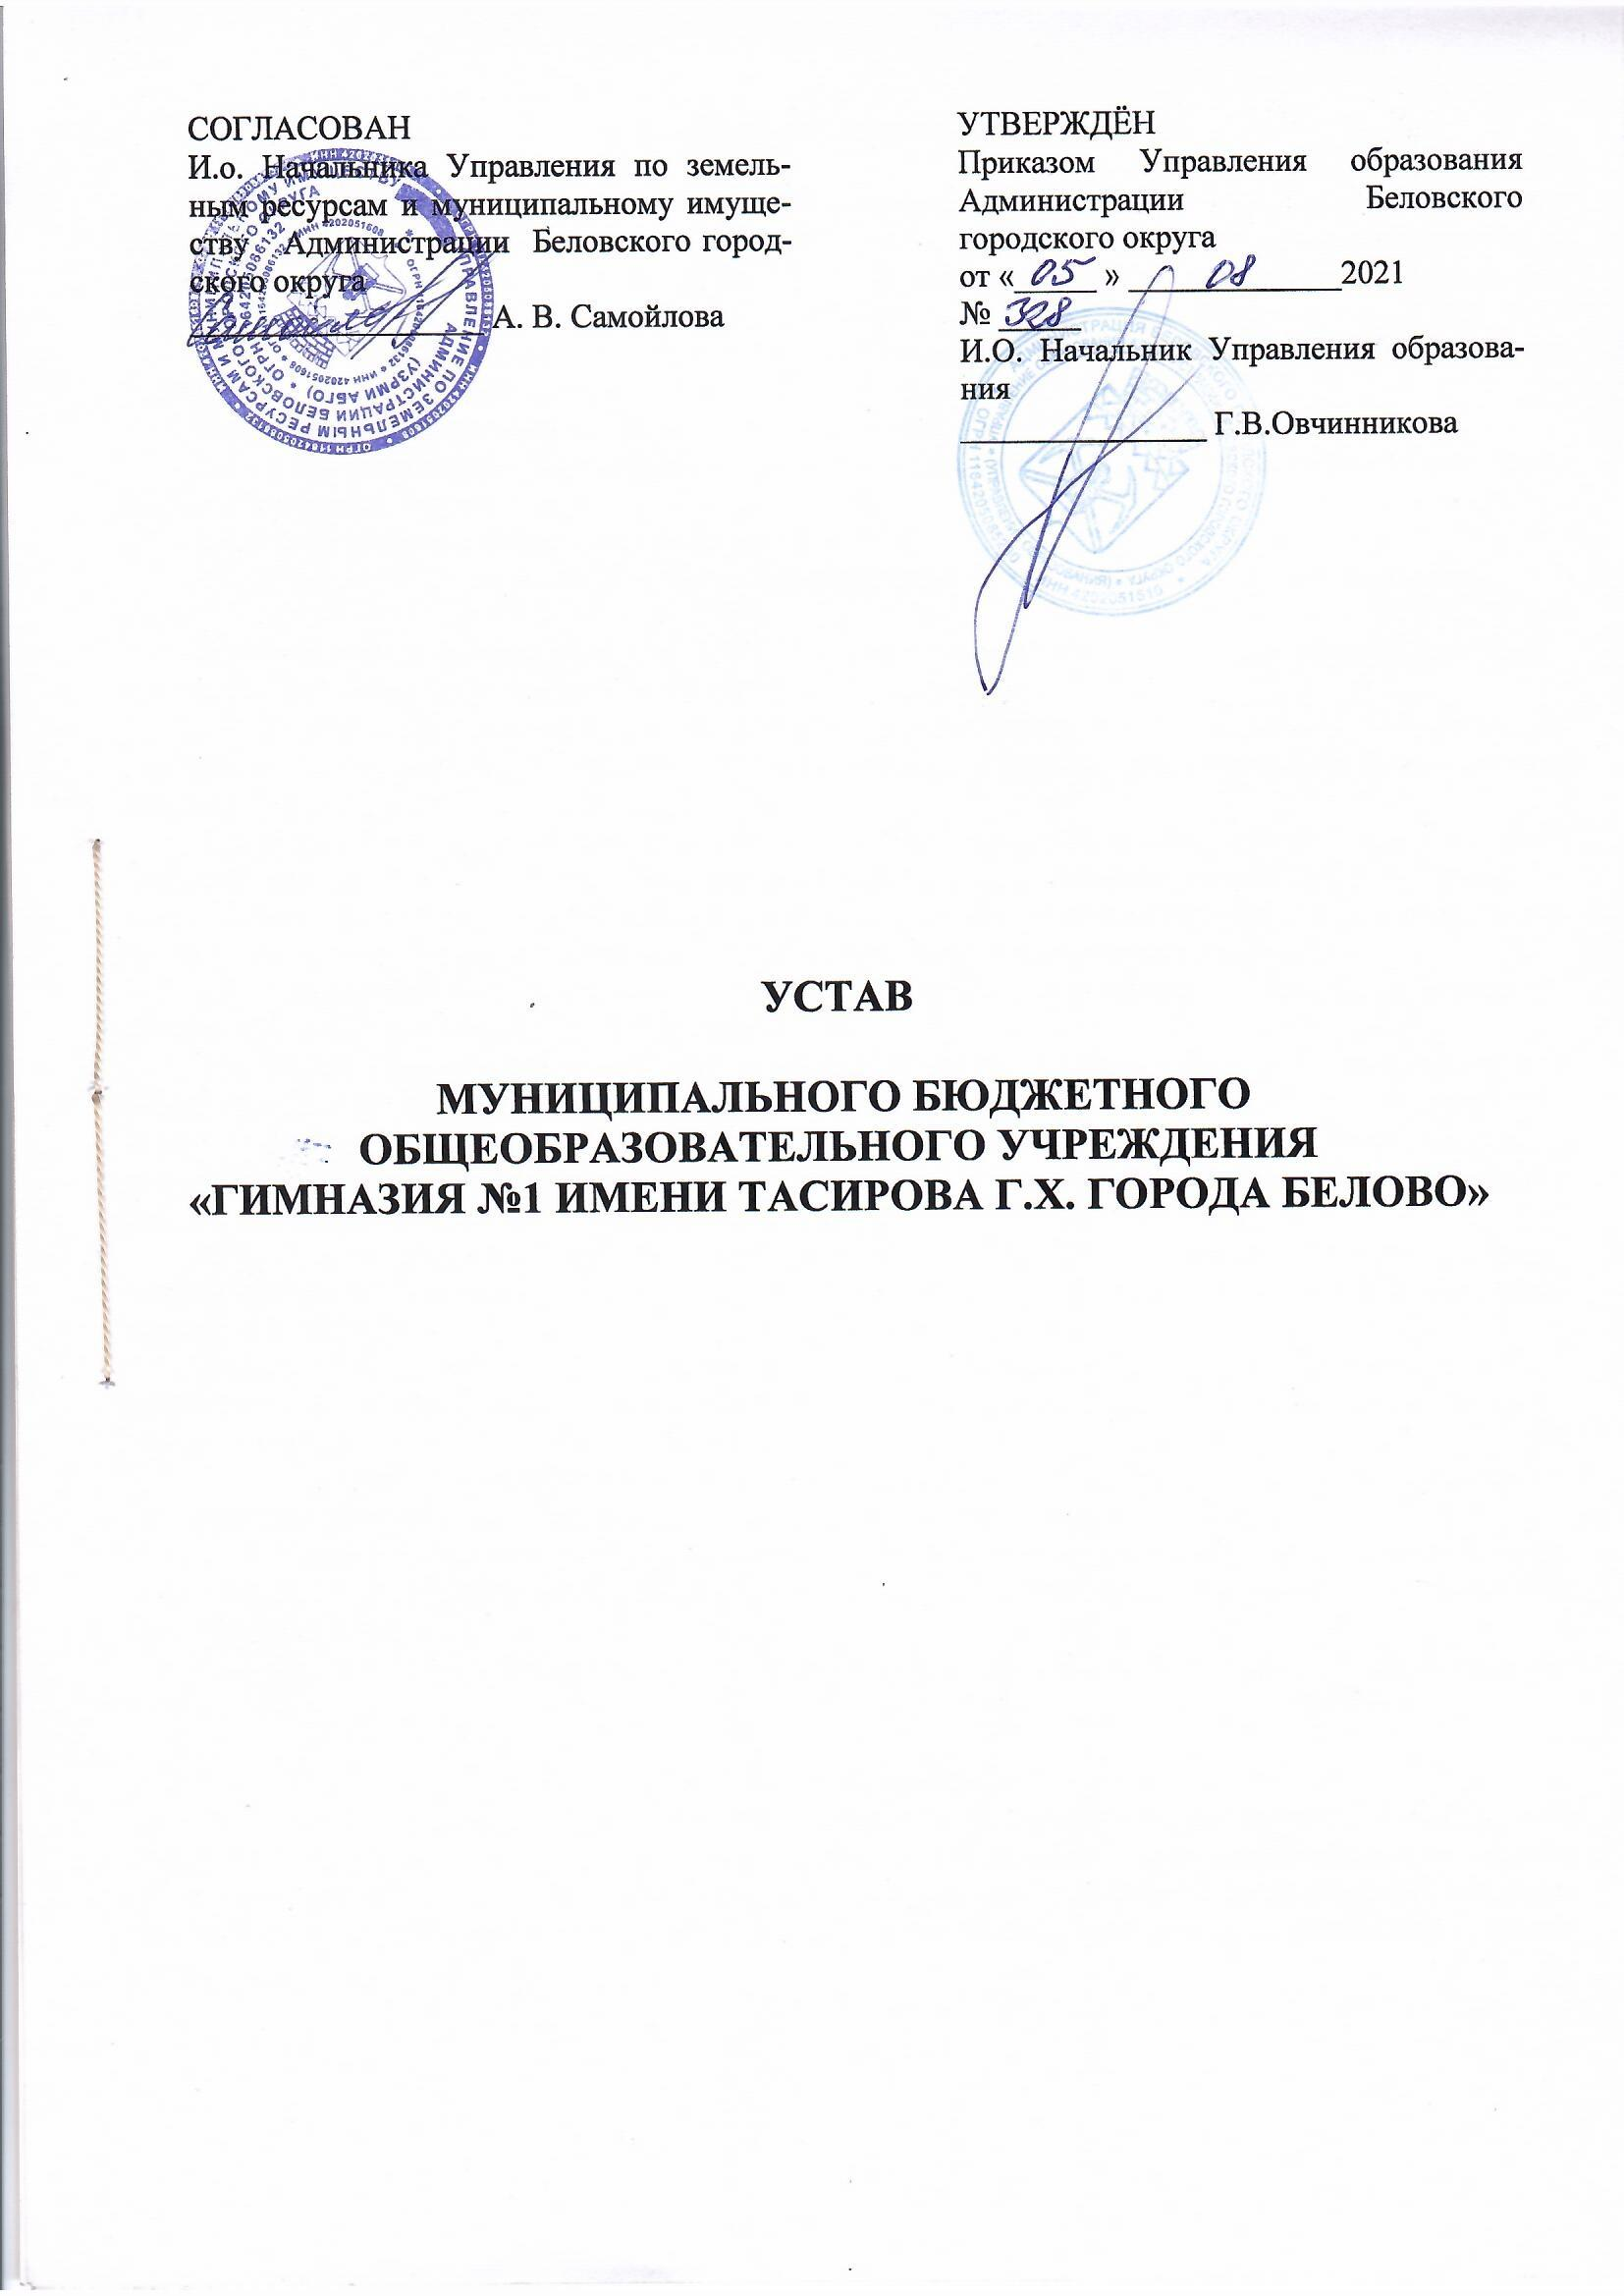 СОГЛАСОВАН
И.о. Начальника Управления по земель-
ным ресурсам и муниципальному имуще-
ству Администрации Беловского город-
ского округа
А. В. Самойлова
УТВЕРЖДЁН
Приказом Управления образования
Администрации Беловского
городского округа
от « 05 » 08 2021
№ 328
И.О. Начальник Управления образова-
ния
Г.В.Овчинникова
УСТАВ
МУНИЦИПАЛЬНОГО БЮДЖЕТНОГО
ОБЩЕОБРАЗОВАТЕЛЬНОГО УЧРЕЖДЕНИЯ
«ГИМНАЗИЯ №1 ИМЕНИ ТАСИРОВА Г.Х. ГОРОДА БЕЛОВО»